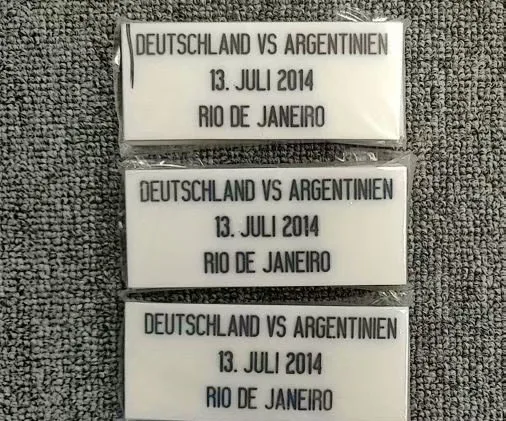 DEUTSCHLAND VS ARGENTINIEN
13. JULI 2014
RIO DE JANEIRO
DEUTSCHLAND VS ARGENTINIEN
13. JULI 2014
RIO DE JANEIRO
DEUTSCHLAND VS ARGENTINIEN
13. JULI 2014
RIO DE JANEIRO